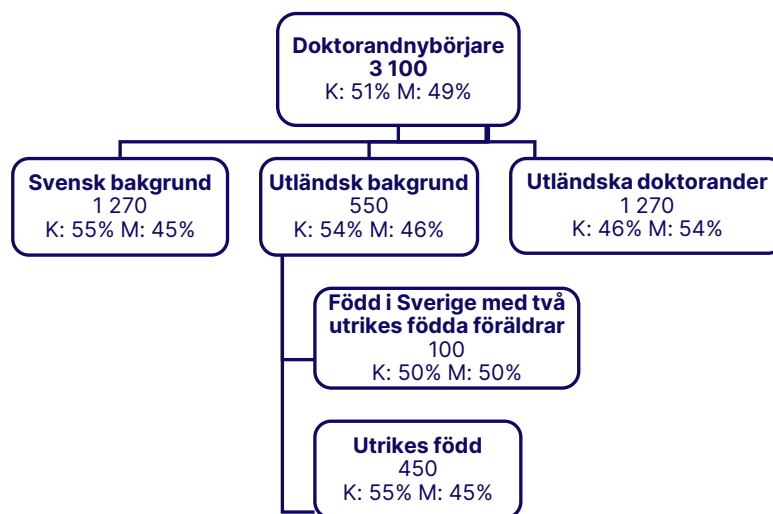 Doktorandnybörjare
3 100
K: 51% M: 49%
Svensk bakgrund
1 270
K: 55% M: 45%
Utländsk bakgrund
550
K: 54% M: 46%
Utländska doktorander
1 270
K: 46% M: 54%
Född i Sverige med två
utrikes födda föräldrar
100
K: 50% M: 50%
Utrikes född
450
K: 55% M: 45%